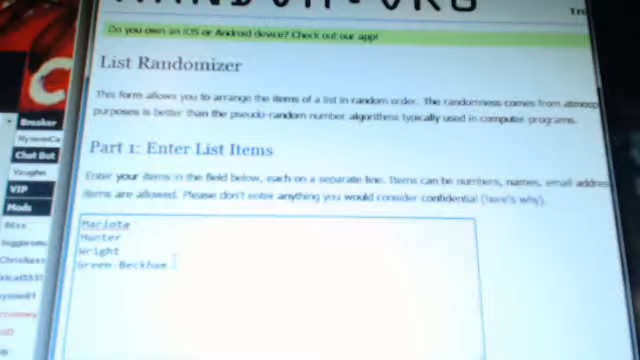 RANDOM.ORG
Do you own an iOS or Android device? Check out our app!
List Randomizer
This form allows you to arrange the items of a list in random order. The randomness comes from
purposes is better than the pseudo-random number algorithms typically used in computer programs.
Part 1: Enter List Items
Enter your items in the field below, each on a separate line. Items can be numbers, names, email
items are allowed. Please don't enter anything you would consider confidential (here's why).
Mariota
Hunter
Wright
Green-Beckham
Breaker
Chat Bot
Vaughn
VIP
Mods